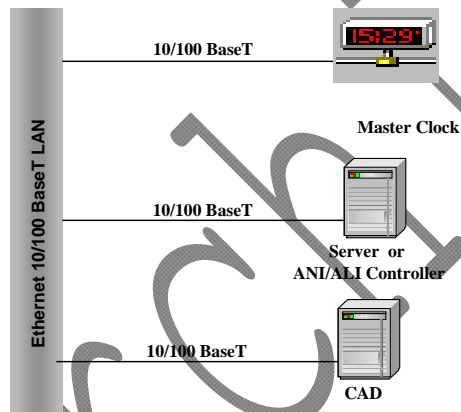 10/100 BaseT
15:29
Master Clock
Ethernet 10/100 BaseT LAN
10/100 BaseT
Server or
ANI/ALI Controller
10/100 BaseT
CAD